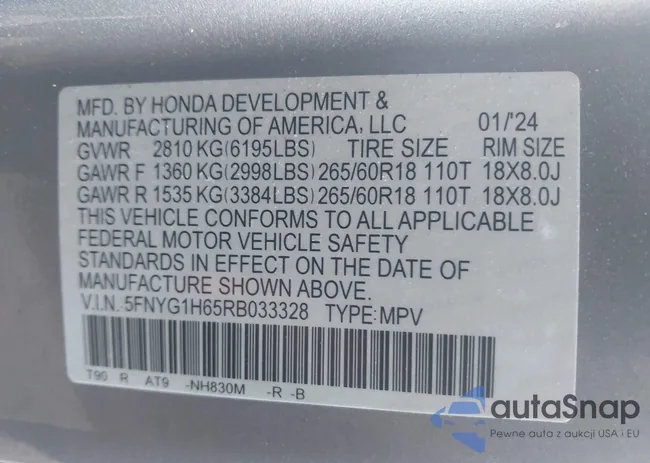 MFD. BY HONDA DEVELOPMENT &
MANUFACTURING OF AMERICA, LLC 01/'24
GVWR 2810 KG(6195LBS) TIRE SIZE RIM SIZE
GAWR F 1360 KG(2998LBS) 265/60R18 110T 18X8.0J
GAWR R 1535 KG(3384LBS) 265/60R18 110T 18X8.0J
THIS VEHICLE CONFORMS TO ALL APPLICABLE
FEDERAL MOTOR VEHICLE SAFETY
STANDARDS IN EFFECT ON THE DATE OF
MANUFACTURE SHOWN ABOVE.
V.I.N. 5FNYG1H65RB033328 TYPE:MPV
T90 R AT9 -NH830M -R -B
autaSnap
Pewne auta z aukcji USA i EU